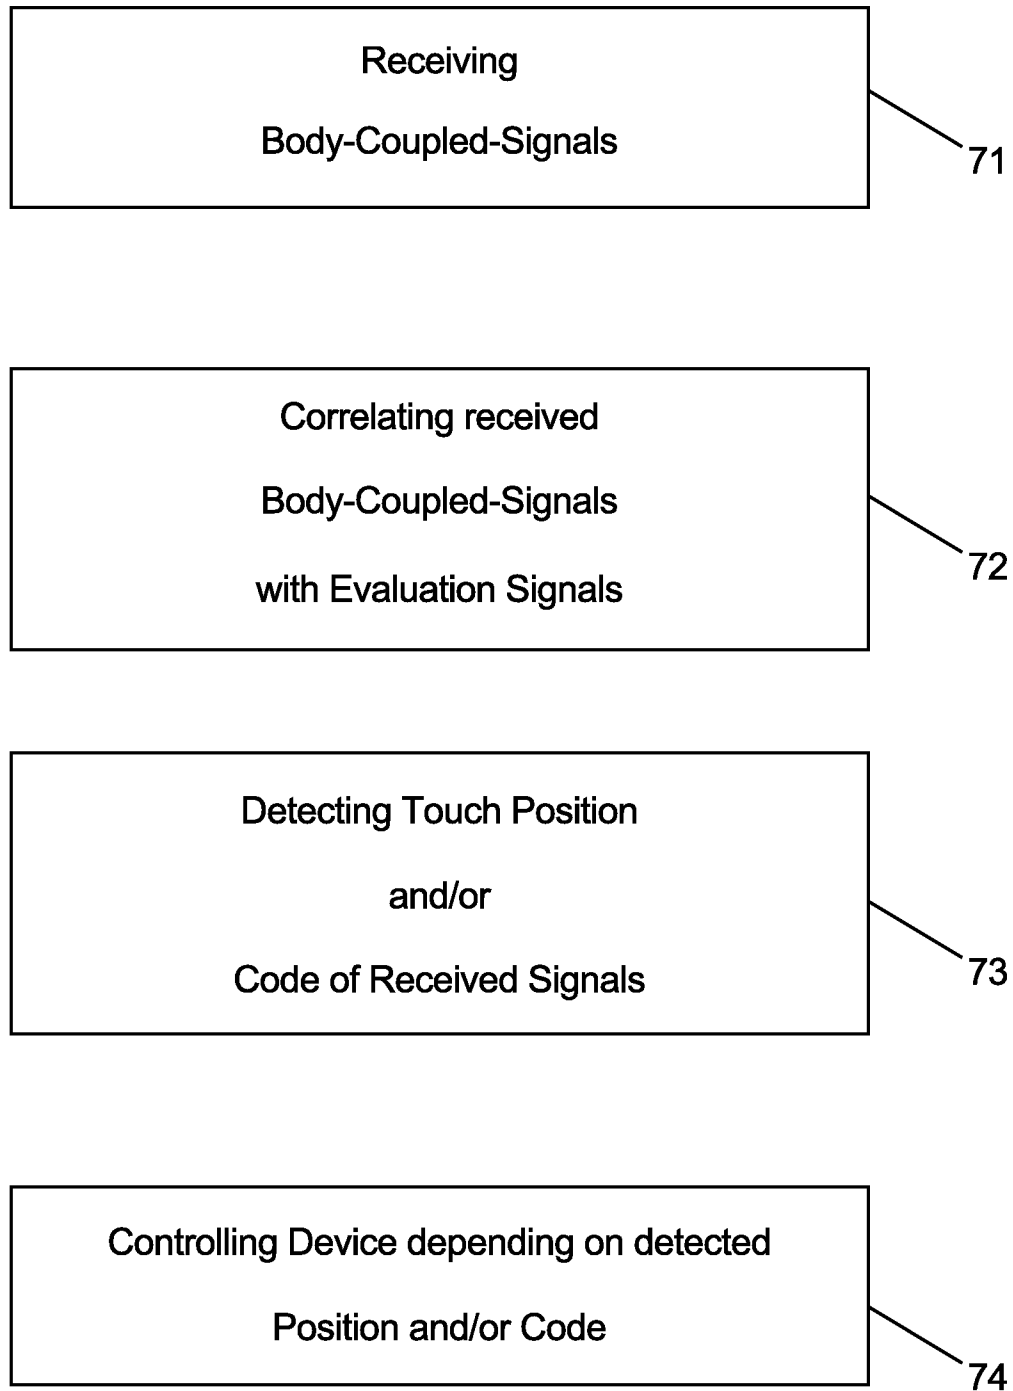 Receiving
Body-Coupled-Signals
71
Correlating received
Body-Coupled-Signals
with Evaluation Signals
72
Detecting Touch Position
and/or
Code of Received Signals
73
Controlling Device depending on detected
Position and/or Code
74